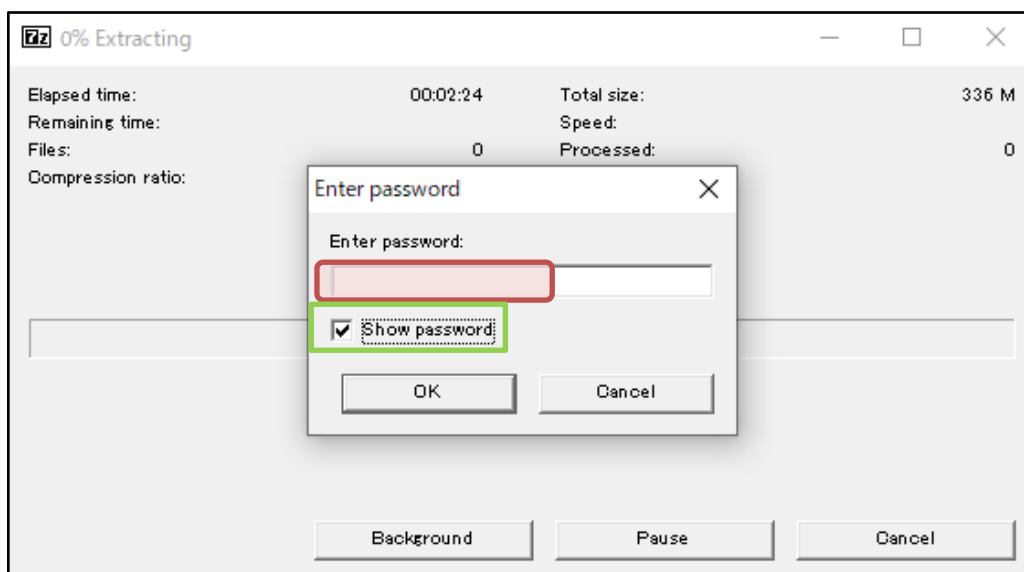 7z 0% Extracting
Elapsed time: 00:02:24 Total size: 336 M
Remaining time: Speed:
Files: 0 Processed: 0
Compression ratio:
Enter password
Enter password:
Show password
OK Cancel
Background Pause Cancel